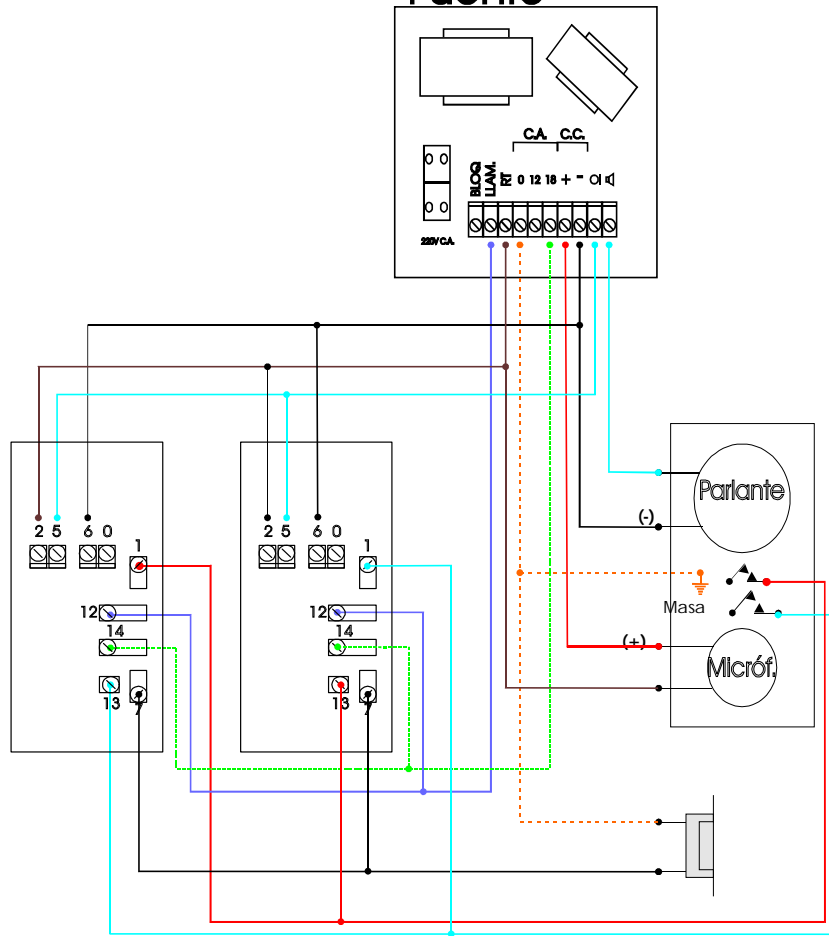 Fuente
C.A. C.C.
BLOQ
LLAM.
RT 0 12 18 + -
220V C.A.
2 5 6 0
1
12
14
13 7
2 5 6 0
1
12
14
13 7
Parlante
(-)
Masa
(+)
Micróf.